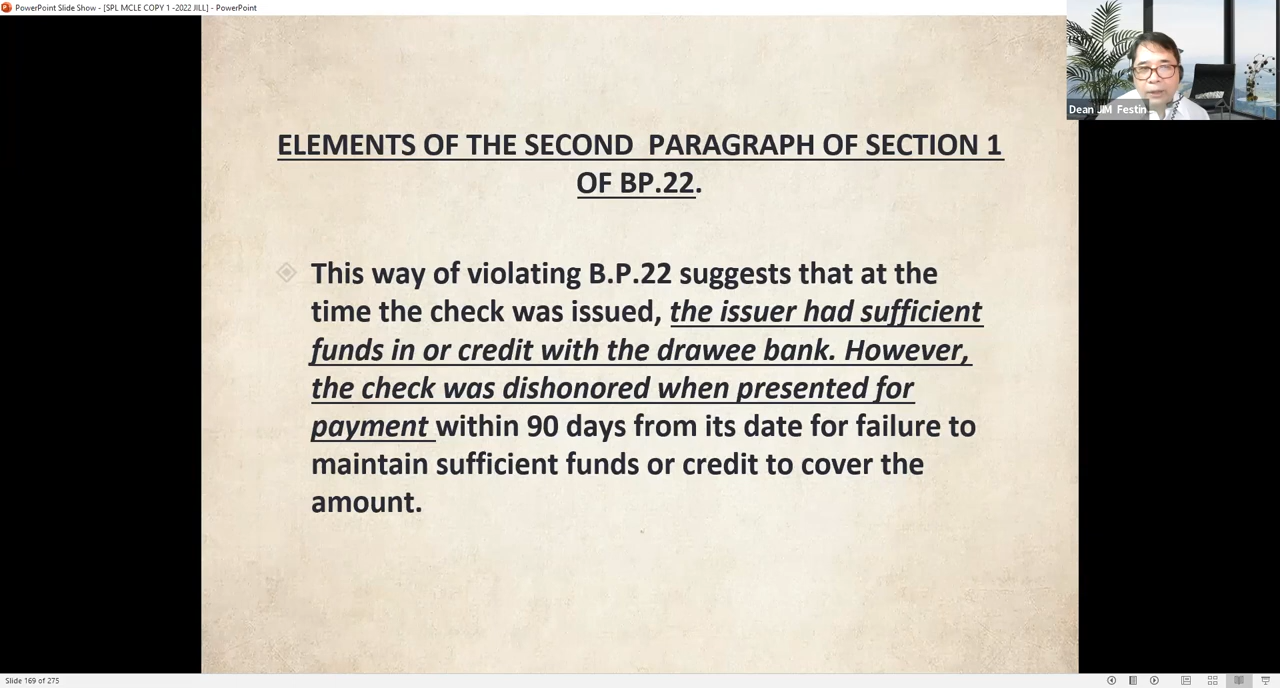 PowerPoint Slide Show - [SPL MCLE COPY 1 -2022 JILL] - PowerPoint
Dean JIM Festin
ELEMENTS OF THE SECOND PARAGRAPH OF SECTION 1
OF BP.22.
This way of violating B.P.22 suggests that at the
time the check was issued, the issuer had sufficient
funds in or credit with the drawee bank. However,
the check was dishonored when presented for
payment within 90 days from its date for failure to
maintain sufficient funds or credit to cover the
amount.
Slide 169 of 275